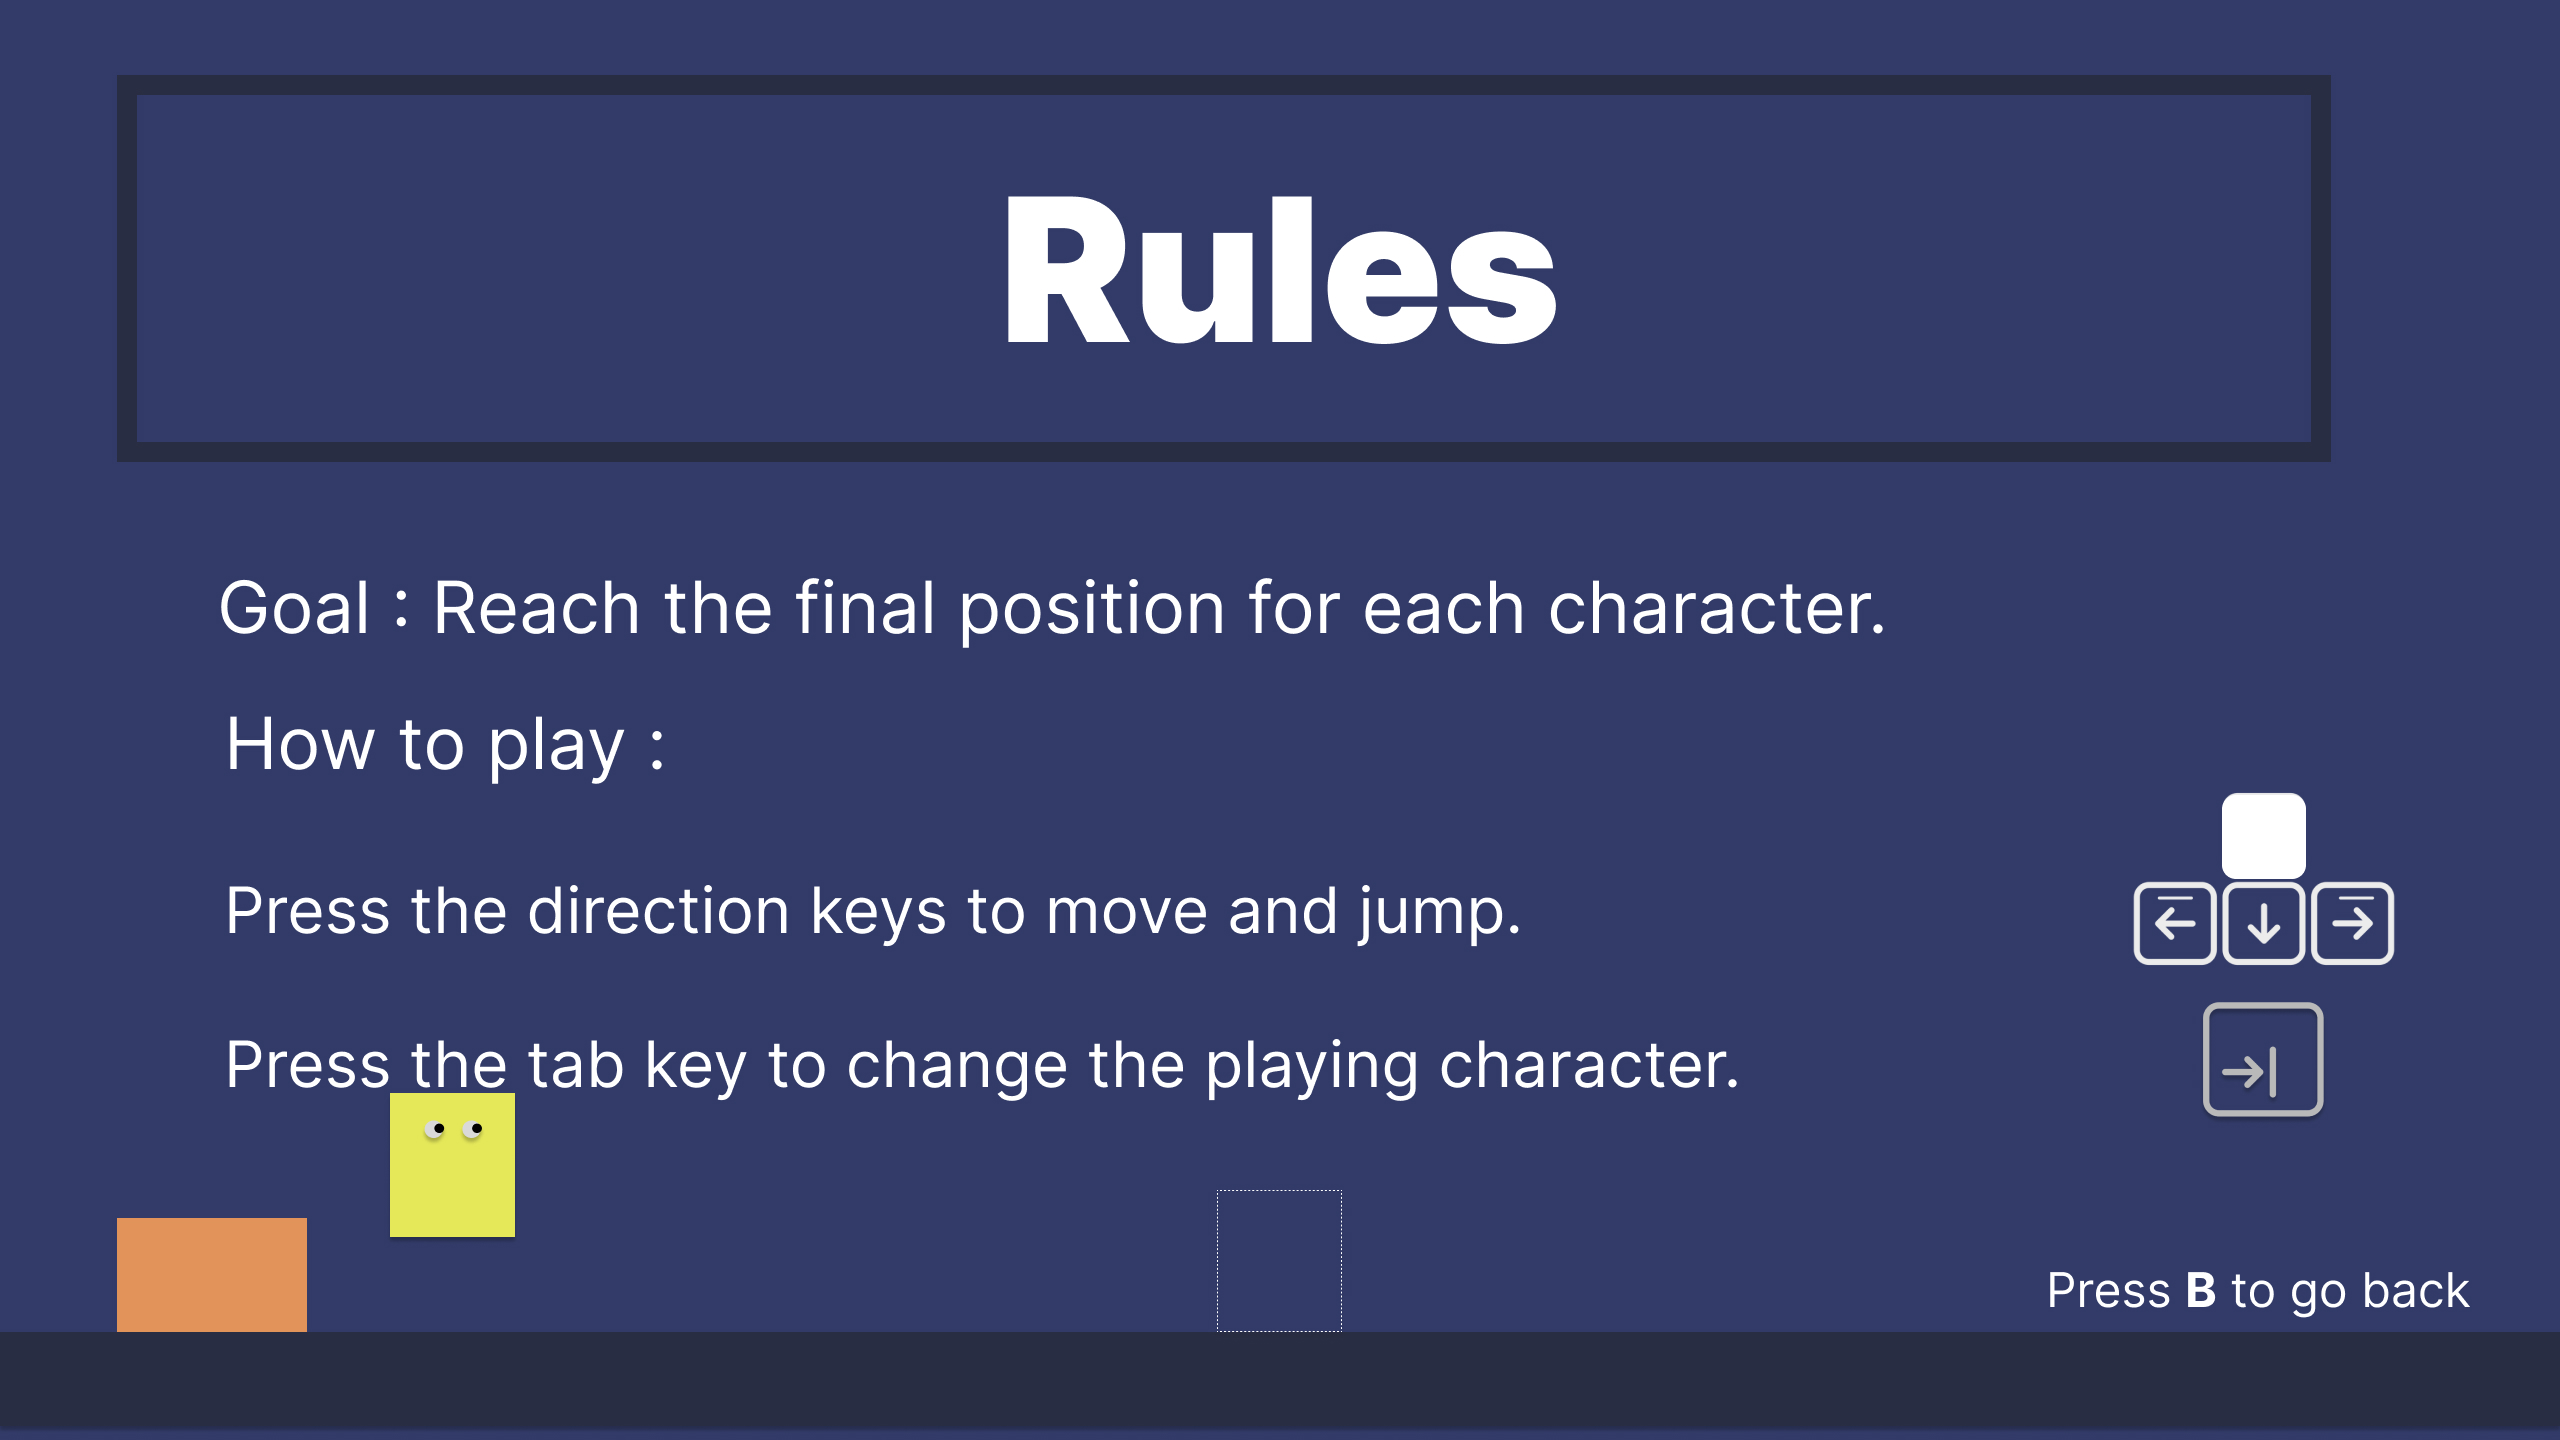 Rules
Goal : Reach the final position for each character.
How to play :
Press the direction keys to move and jump.
Press the tab key to change the playing character.
Press B to go back